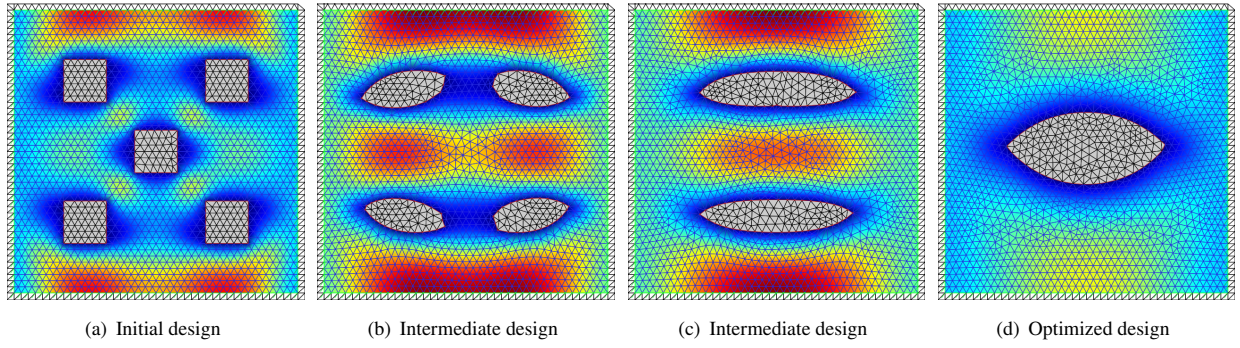 (a) Initial design
(b) Intermediate design
(c) Intermediate design
(d) Optimized design